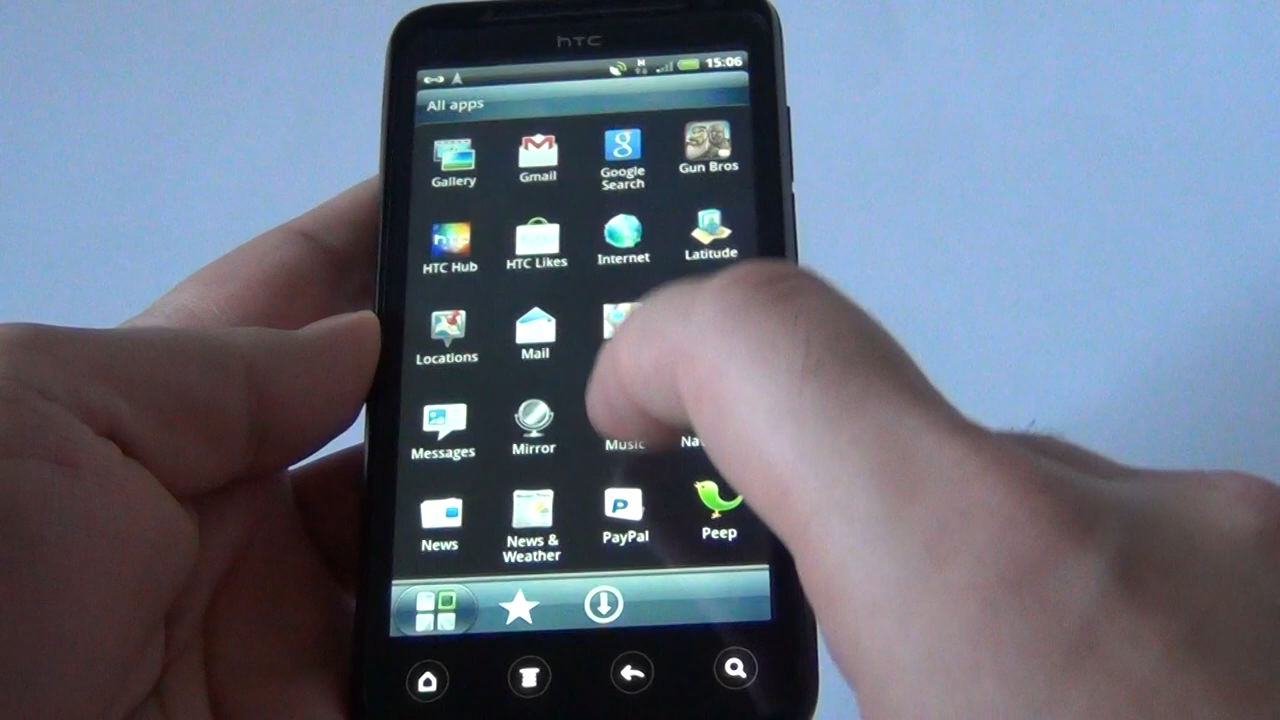 hTC
15:06
All apps
Gallery
Gmail
Google
Search
Gun Bros
HTC Hub
HTC Likes
Internet
Latitude
Locations
Mail
Messages
Mirror
Music
News
News &
Weather
PayPal
Peep